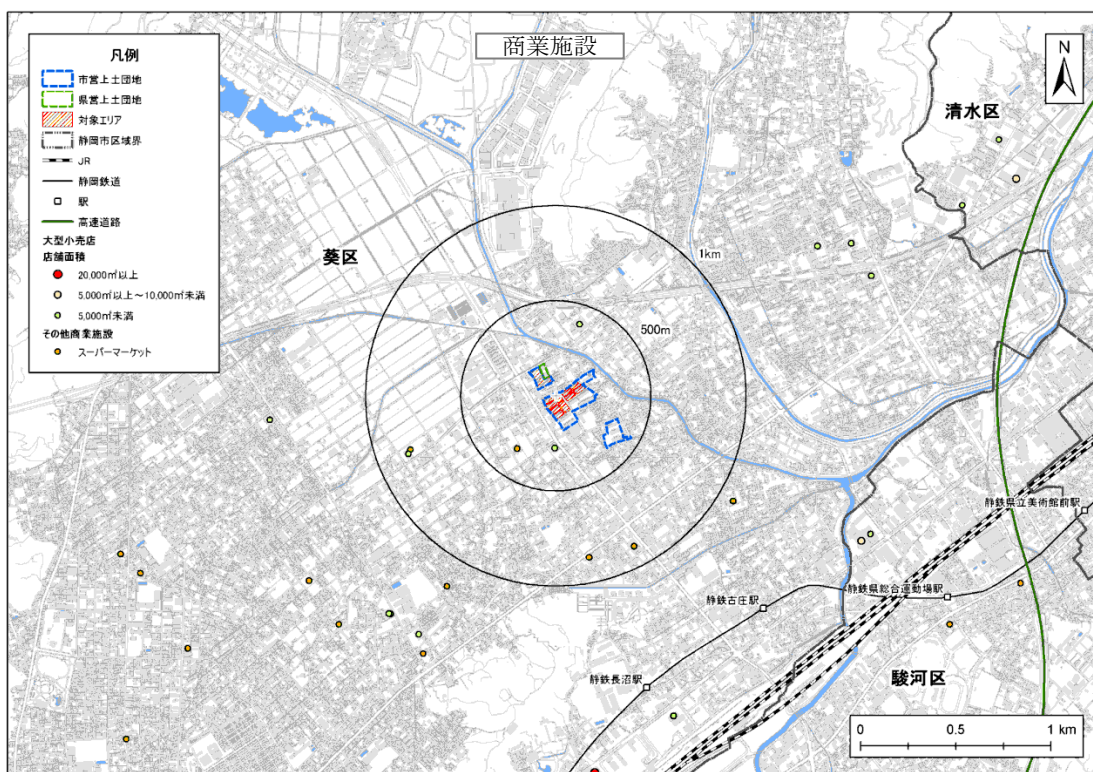 商業施設
凡例
市営上土団地
県営上土団地
対象エリア
静岡市区域界
JR
静岡鉄道
駅
高速道路
大型小売店
店舗面積
20,000㎡以上
5,000㎡以上～10,000㎡未満
5,000㎡未満
その他商業施設
スーパーマーケット
N
清水区
葵区
1km
500m
静鉄県立美術館前駅
静鉄県総合運動場駅
静鉄古庄駅
静鉄長沼駅
駿河区
0 0.5 1 km